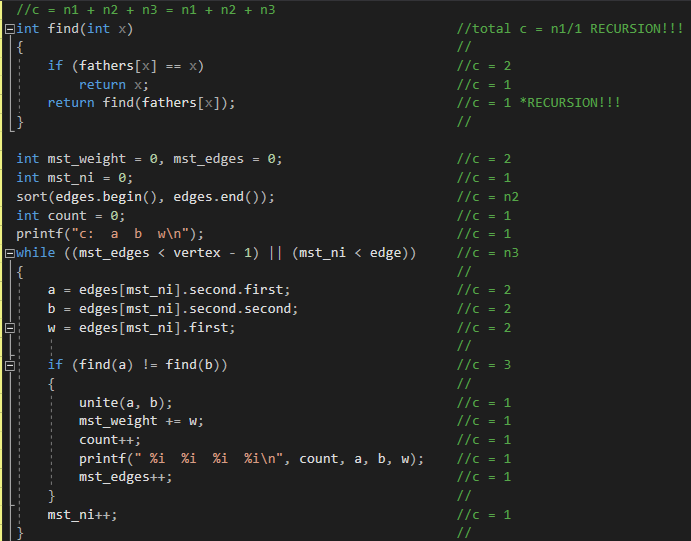 //c = n1 + n2 + n3 = n1 + n2 + n3
int find(int x) //total c = n1/1 RECURSION!!!
{ //
if (fathers[x] == x) //c = 2
return x; //c = 1
return find(fathers[x]); //c = 1 *RECURSION!!!
} //
int mst_weight = 0, mst_edges = 0; //c = 2
int mst_ni = 0; //c = 1
sort(edges.begin(), edges.end()); //c = n2
int count = 0; //c = 1
printf("c:  a  b  w\n"); //c = 1
while ((mst_edges < vertex - 1) || (mst_ni < edge)) //c = n3
{ //
a = edges[mst_ni].second.first; //c = 2
b = edges[mst_ni].second.second; //c = 2
w = edges[mst_ni].first; //c = 2
//
if (find(a) != find(b)) //c = 3
{ //
unite(a, b); //c = 1
mst_weight += w; //c = 1
count++; //c = 1
printf(" %i  %i  %i  %i\n", count, a, b, w); //c = 1
mst_edges++; //c = 1
} //
mst_ni++; //c = 1
} //